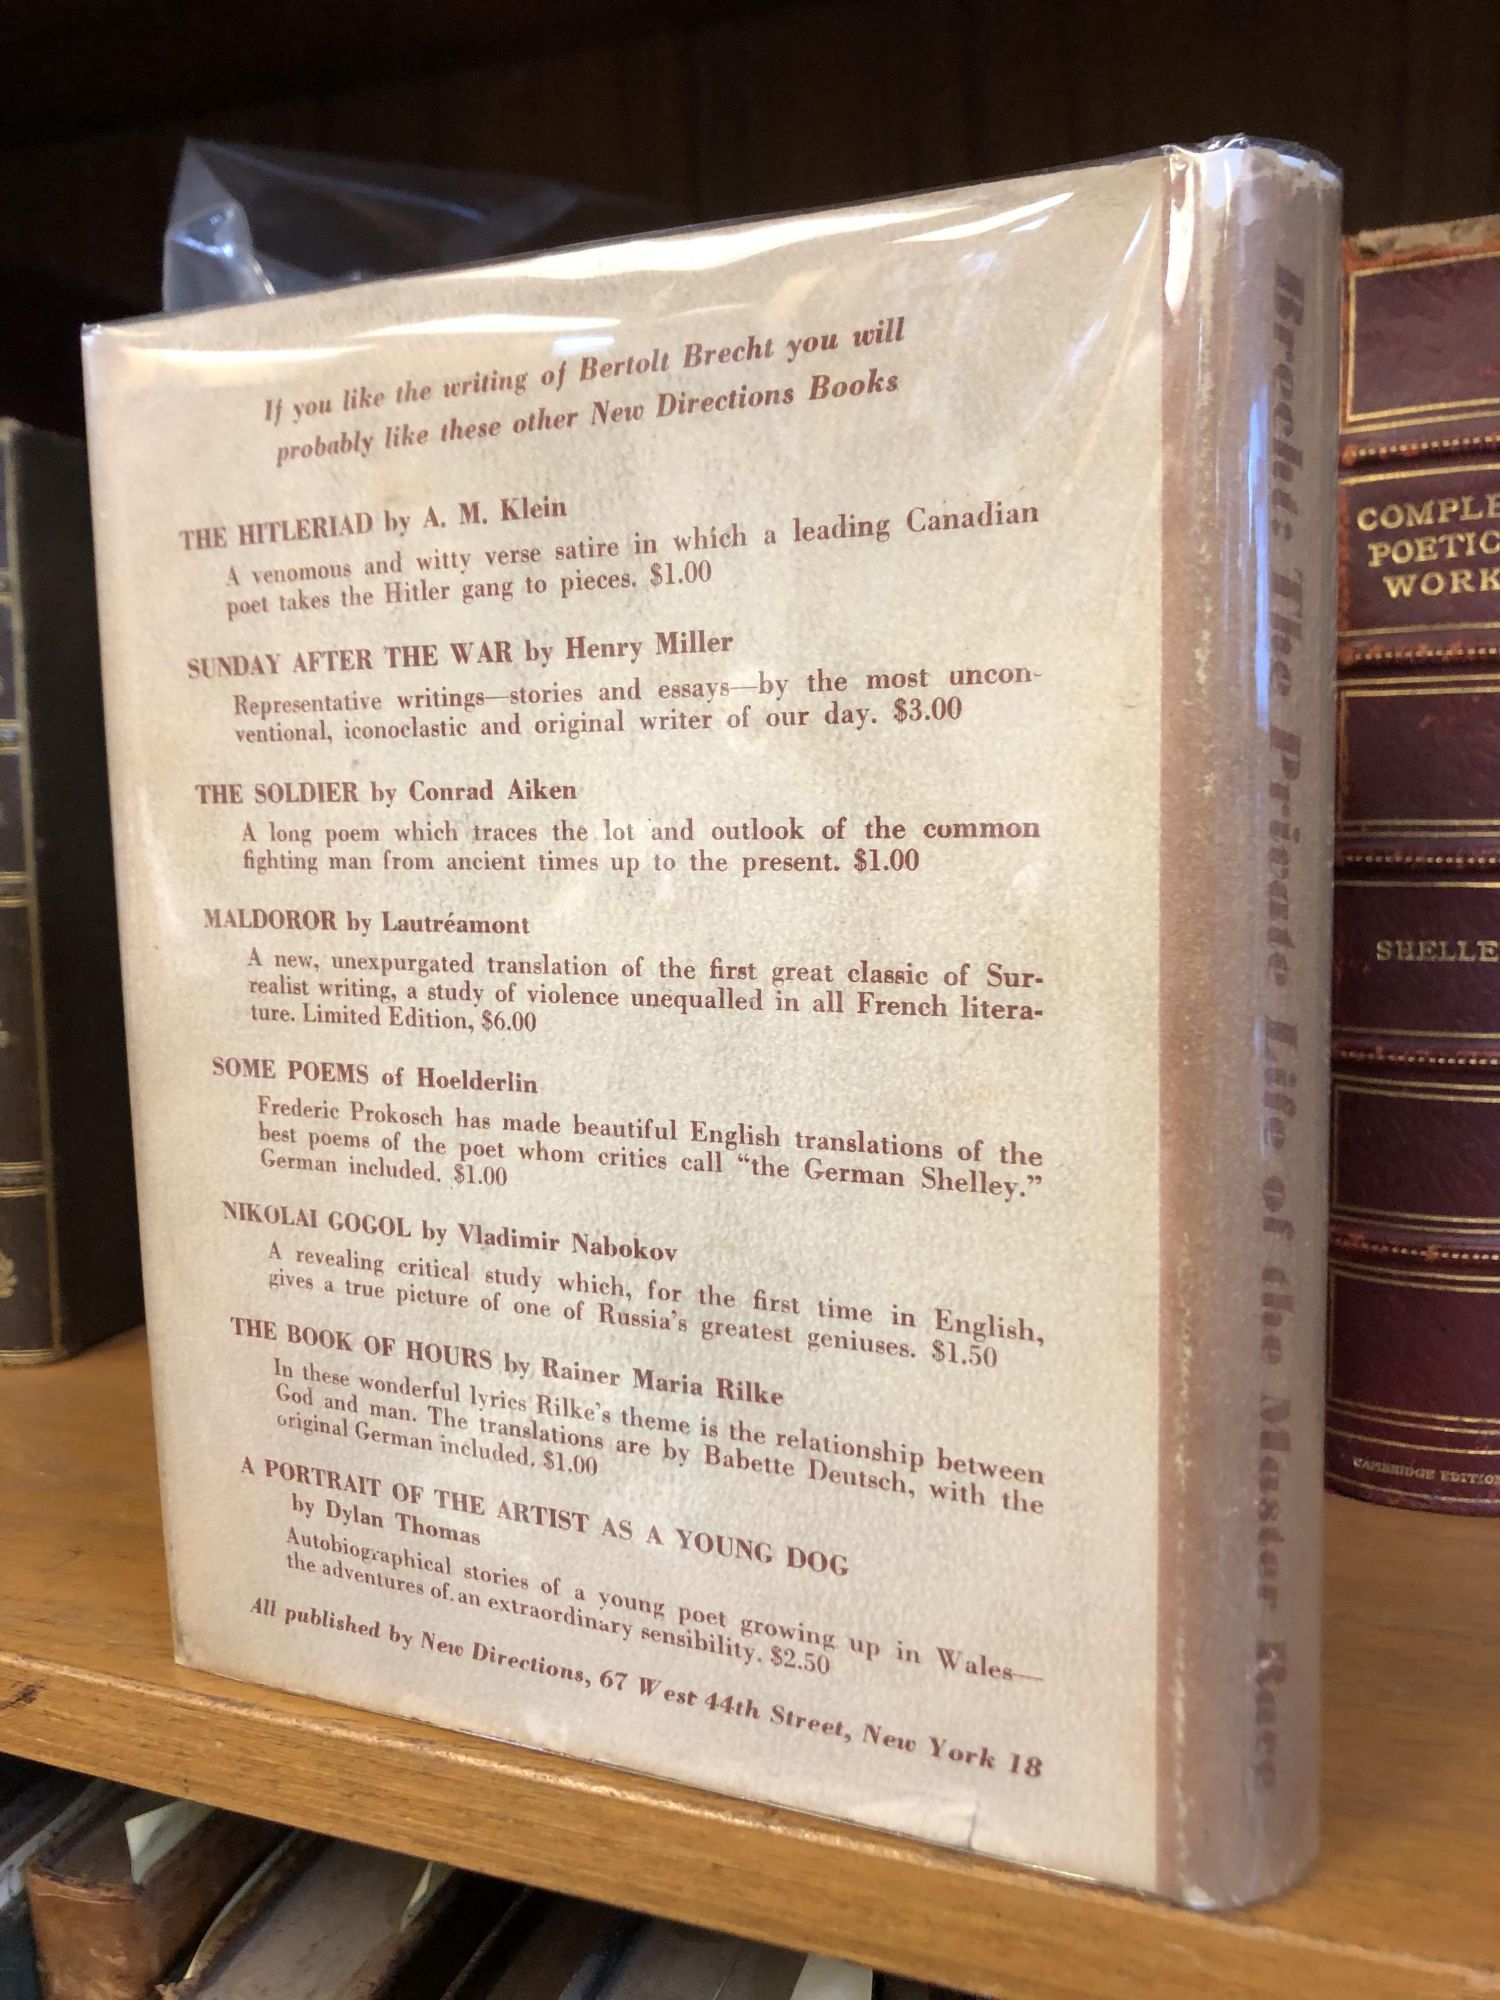 If you like the writing of Bertolt Brecht you will
probably like these other New Directions Books
THE HITLERIAD by A. M. Klein
A venomous and witty verse satire in which a leading Canadian
poet takes the Hitler gang to pieces. $1.00
SUNDAY AFTER THE WAR by Henry Miller
Representative writings—stories and essays—by the most uncon-
ventional, iconoclastic and original writer of our day. $3.00
THE SOLDIER by Conrad Aiken
A long poem which traces the lot and outlook of the common
fighting man from ancient times up to the present. $1.00
MALDOROR by Lautréamont
A new, unexpurgated translation of the first great classic of Sur-
realist writing, a study of violence unequalled in all French litera-
ture. Limited Edition, $6.00
SOME POEMS of Hoelderlin
Frederic Prokosch has made beautiful English translations of the
best poems of the poet whom critics call “the German Shelley.”
German included. $1.00
NIKOLAI GOGOL by Vladimir Nabokov
A revealing critical study which, for the first time in English,
gives a true picture of one of Russia’s greatest geniuses. $1.50
THE BOOK OF HOURS by Rainer Maria Rilke
In these wonderful lyrics Rilke’s theme is the relationship between
God and man. The translations are by Babette Deutsch, with the
original German included. $1.00
A PORTRAIT OF THE ARTIST AS A YOUNG DOG
by Dylan Thomas
Autobiographical stories of a young poet growing up in Wales—
the adventures of an extraordinary sensibility. $2.50
All published by New Directions, 67 West 44th Street, New York 18
Brecht: The Private Life of the Master Race
COMPLE
POETIC
WORK
SHELLE
CAMBRIDGE EDITION